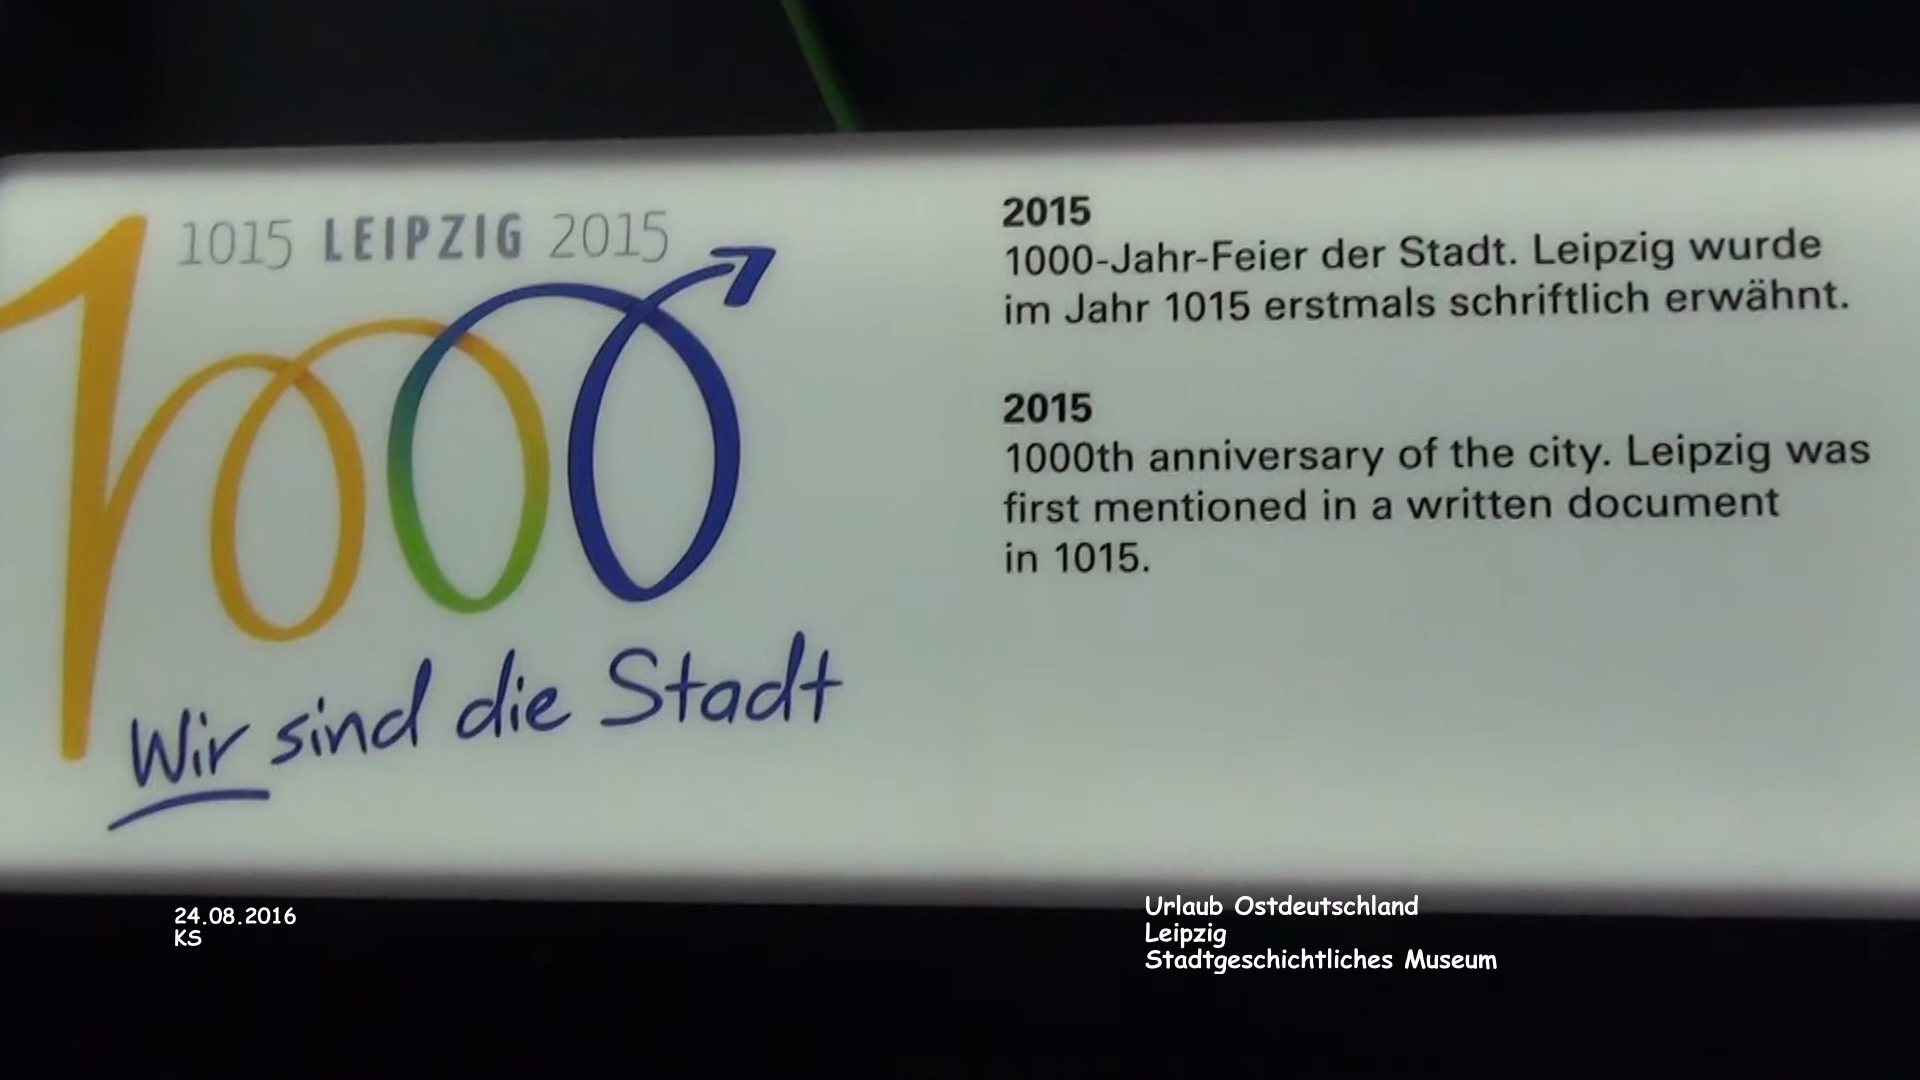 1015 LEIPZIG 2015
1000
Wir sind die Stadt
2015
1000-Jahr-Feier der Stadt. Leipzig wurde
im Jahr 1015 erstmals schriftlich erwähnt.
2015
1000th anniversary of the city. Leipzig was
first mentioned in a written document
in 1015.
24.08.2016
KS
Urlaub Ostdeutschland
Leipzig
Stadtgeschichtliches Museum